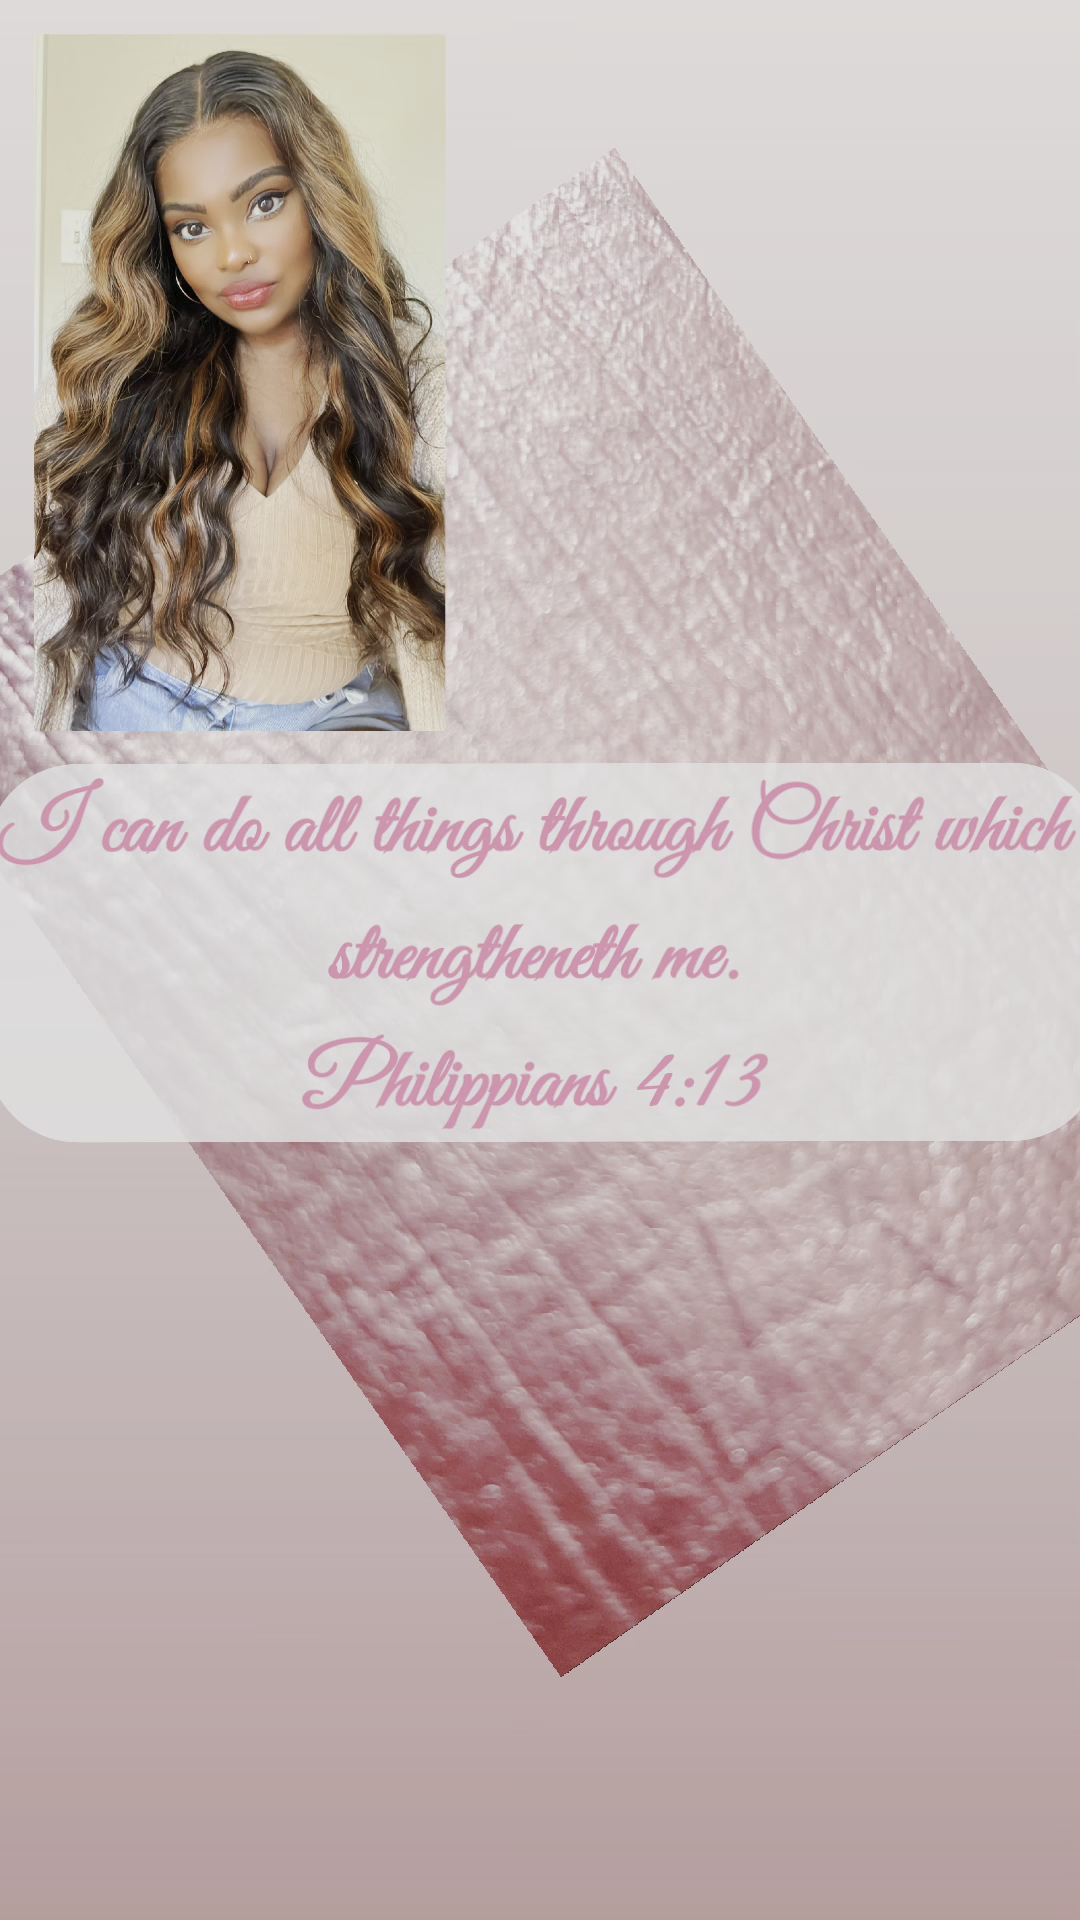 I can do all things through Christ which
strengtheneth me.
Philippians 4:13